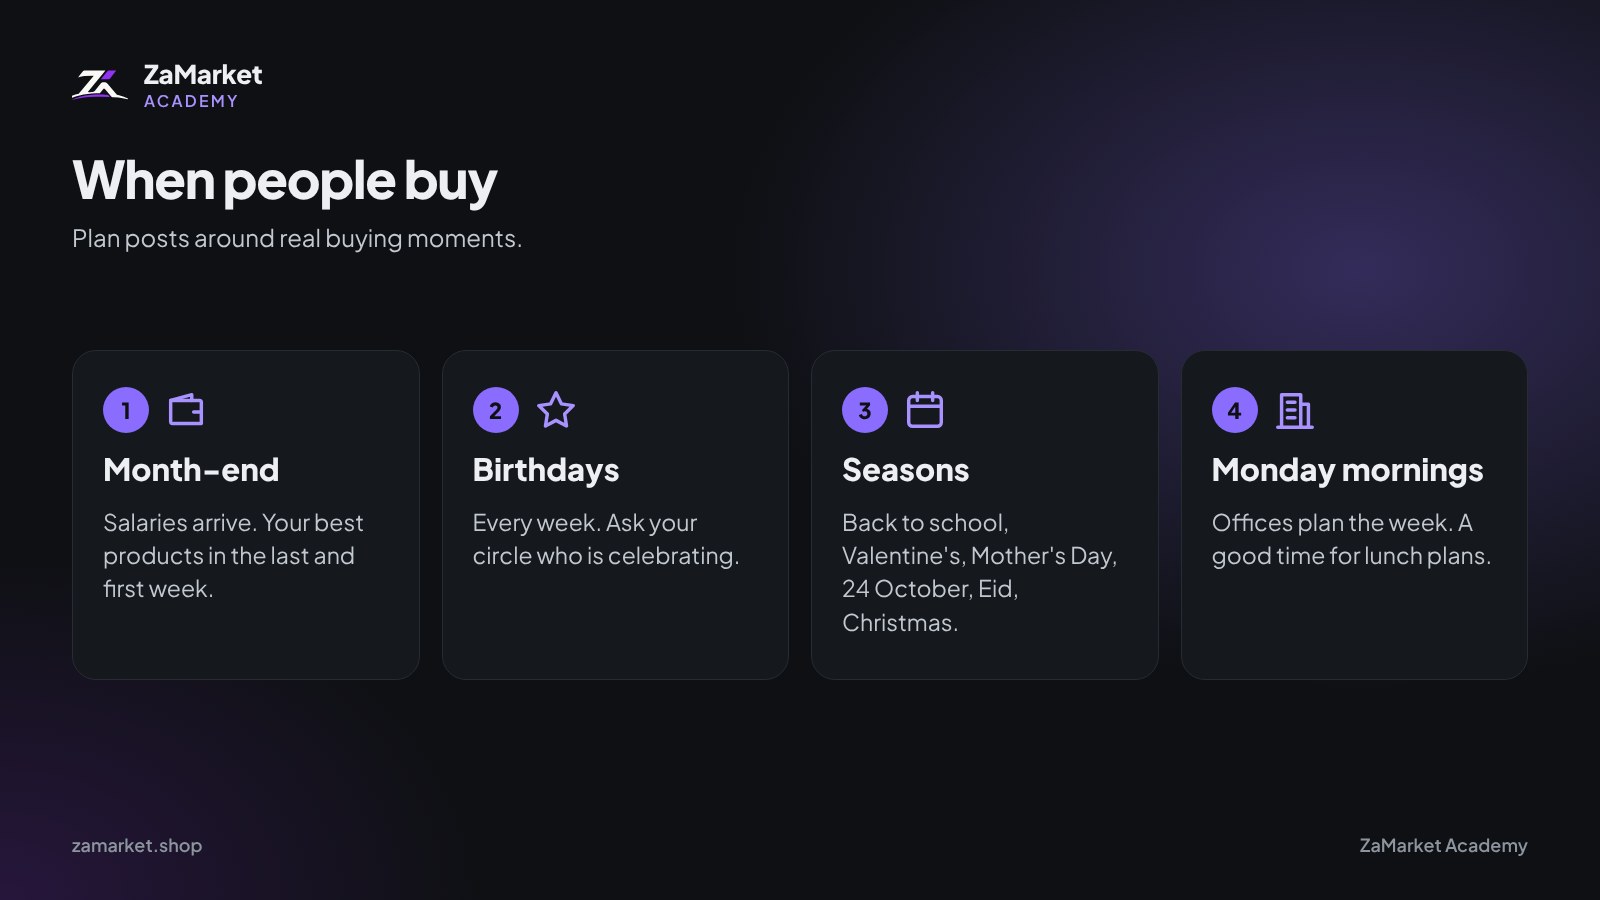 ZaMarket
ACADEMY
When people buy
Plan posts around real buying moments.
1
Month-end
Salaries arrive. Your best
products in the last and
first week.
2
Birthdays
Every week. Ask your
circle who is celebrating.
3
Seasons
Back to school,
Valentine's, Mother's Day,
24 October, Eid,
Christmas.
4
Monday mornings
Offices plan the week. A
good time for lunch plans.
zamarket.shop
ZaMarket Academy